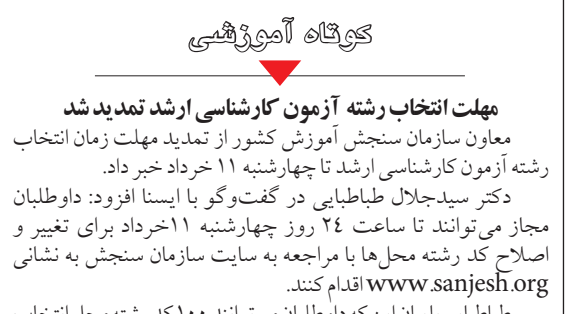 کوتاه آموزشی
مهلت انتخاب رشته آزمون کارشناسی ارشد تمدید شد
معاون سازمان سنجش آموزش کشور از تمدید مهلت زمان انتخاب
رشته آزمون کارشناسی ارشد تا چهارشنبه ۱۱ خرداد خبر داد.
دکتر سیدجلال طباطبایی در گفت‌وگو با ایسنا افزود: داوطلبان
مجاز می‌توانند تا ساعت ۲۴ روز چهارشنبه ۱۱خرداد برای تغییر و
اصلاح کد رشته محل‌ها با مراجعه به سایت سازمان سنجش به نشانی
www.sanjesh.org اقدام کنند.